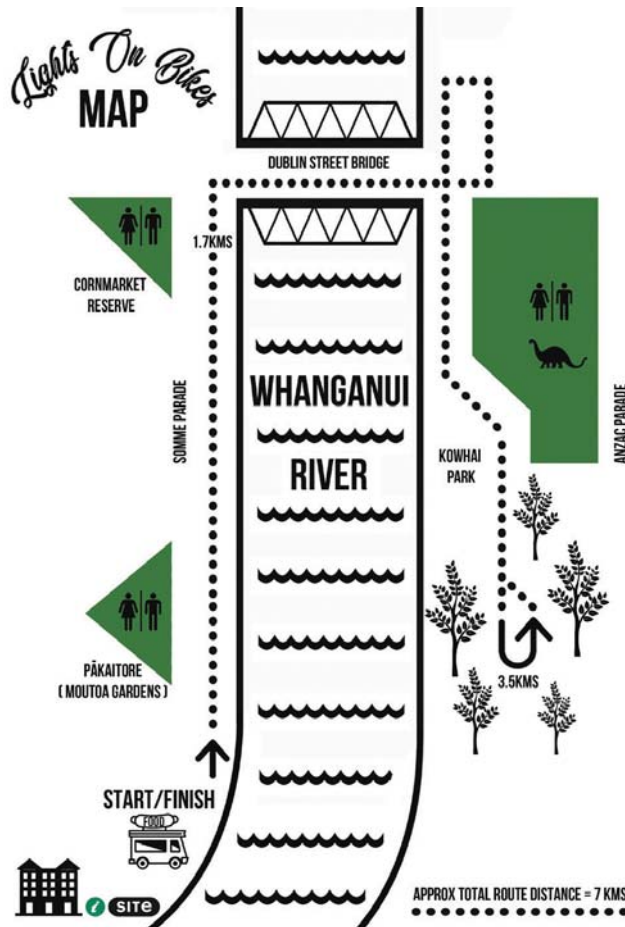 Lights On Bikes
MAP
DUBLIN STREET BRIDGE
1.7KMS
CORNMARKET
RESERVE
SOMME PARADE
WHANGANUI
RIVER
KOWHAI
PARK
ANZAC PARADE
PĀKAITORE
( MOUTOA GARDENS )
3.5KMS
START/FINISH
FOOD
i SITE
APPROX TOTAL ROUTE DISTANCE = 7 KMS